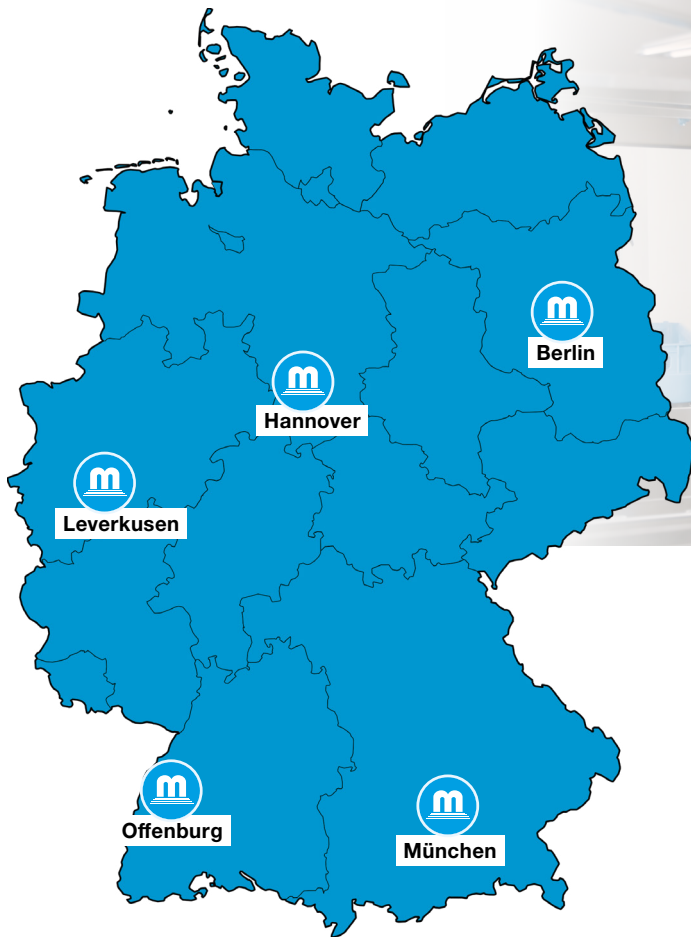 m
Berlin
m
Hannover
m
Leverkusen
m
Offenburg
m
München